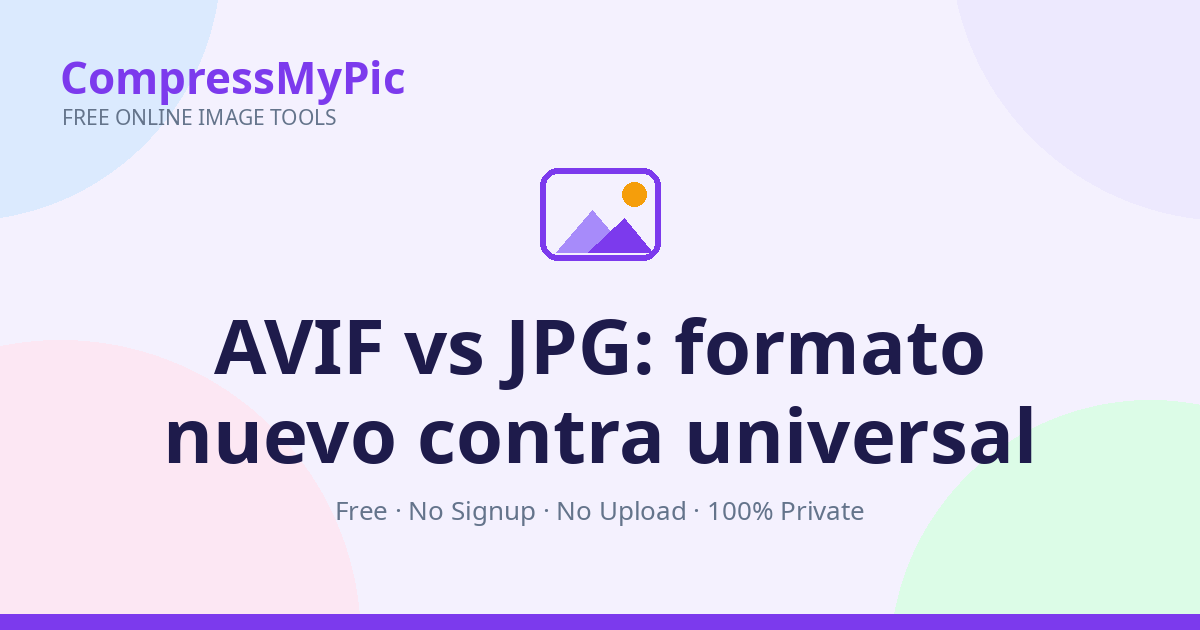 CompressMyPic
FREE ONLINE IMAGE TOOLS
AVIF vs JPG: formato
nuevo contra universal
Free · No Signup · No Upload · 100% Private